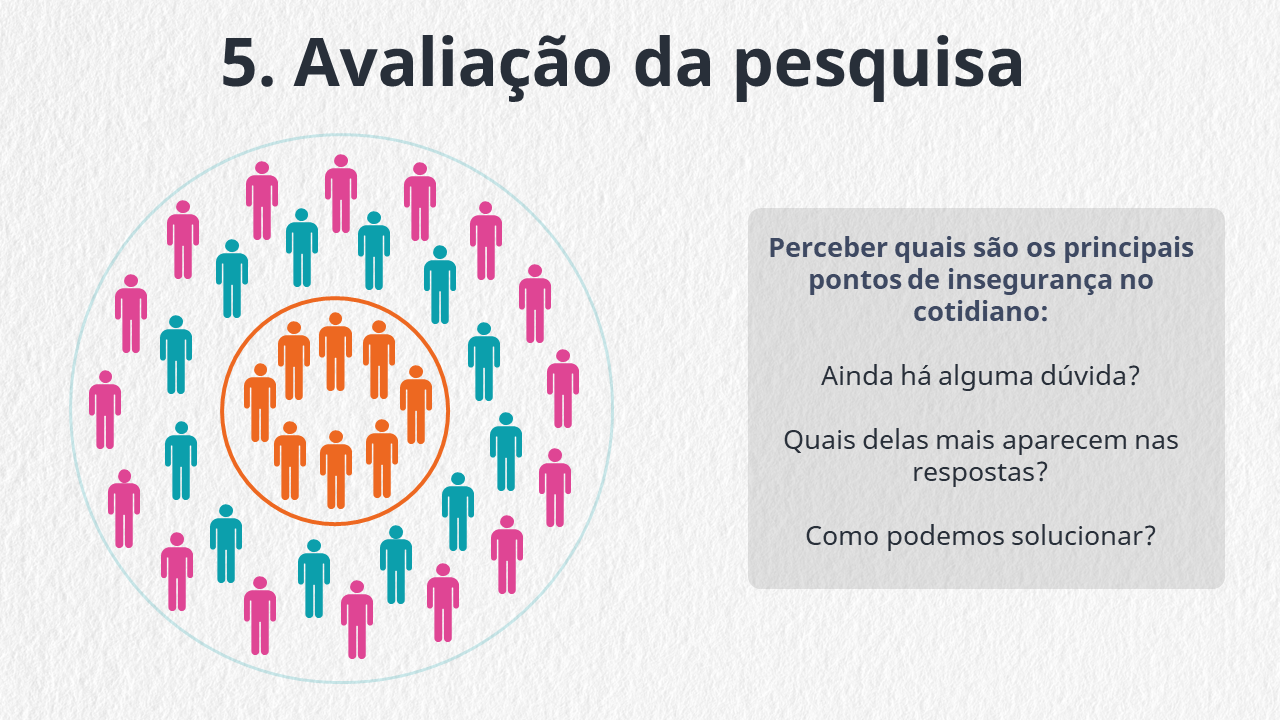 5. Avaliação da pesquisa
Perceber quais são os principais
pontos de insegurança no
cotidiano:
Ainda há alguma dúvida?
Quais delas mais aparecem nas
respostas?
Como podemos solucionar?